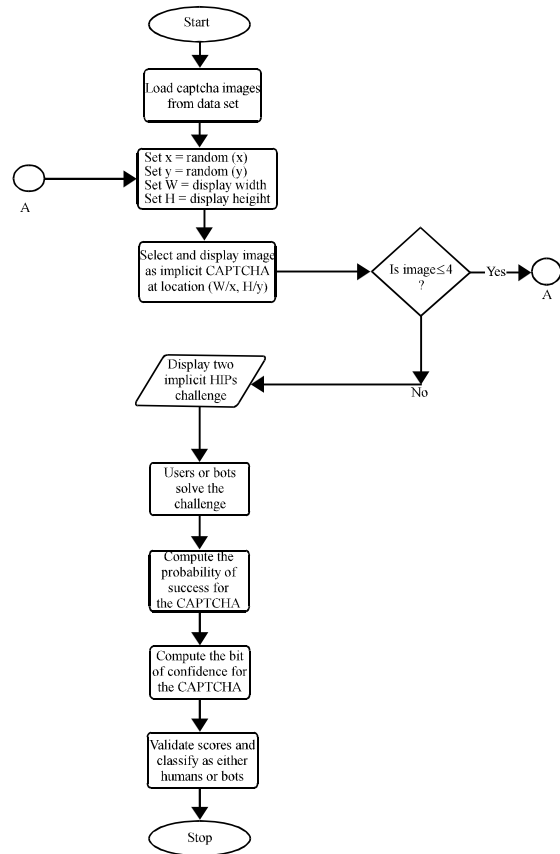 Start
Load captcha images
from data set
Set x = random (x)
Set y = random (y)
Set W = display width
Set H = display heigiht
A
Select and display image
as implicit CAPTCHA
at location (W/x, H/y)
Is image≤4
?
Yes
A
No
Display two
implicit HIPs
challenge
Users or bots
solve the
challenge
Compute the
probability of
success for
the CAPTCHA
Compute the bit
of confidence for
the CAPTCHA
Validate scores and
classify as either
humans or bots
Stop